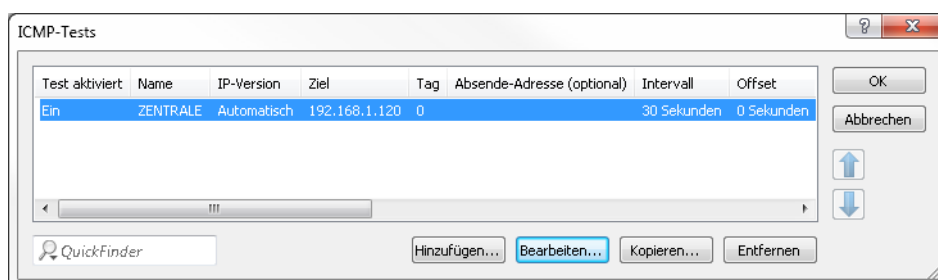 ICMP-Tests
Test aktiviert Name IP-Version Ziel Tag Absende-Adresse (optional) Intervall Offset
Ein ZENTRALE Automatisch 192.168.1.120 0 30 Sekunden 0 Sekunden
OK
Abbrechen
QuickFinder
Hinzufügen... Bearbeiten... Kopieren... Entfernen